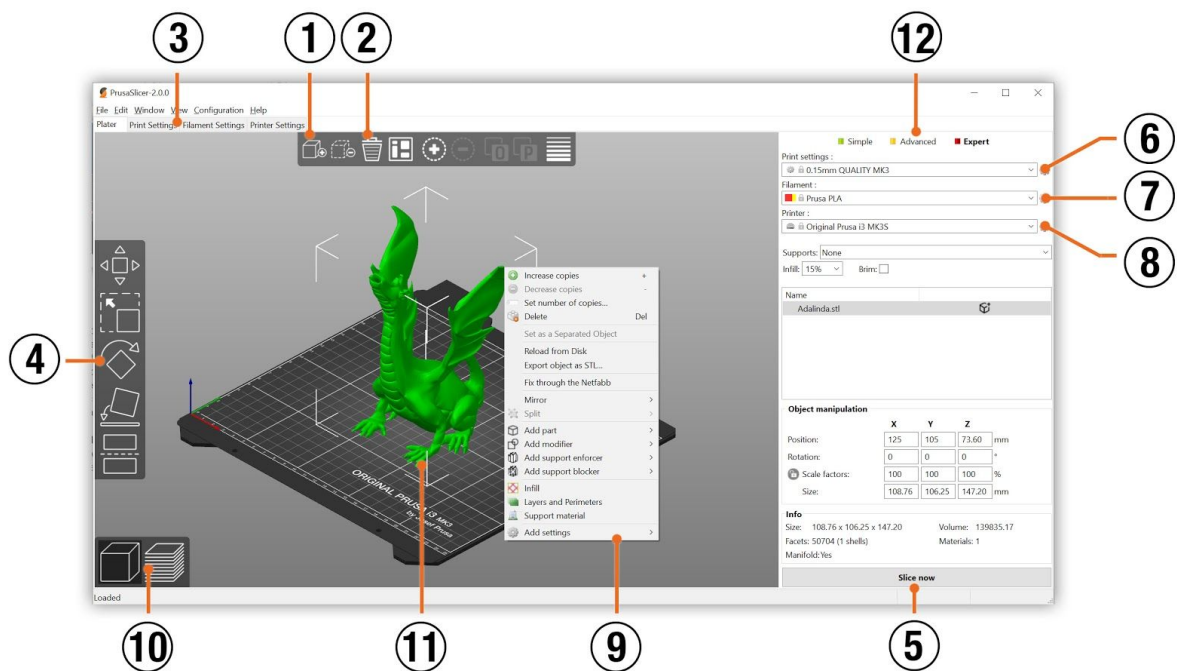 3
1
2
12
PrusaSlicer-2.0.0
File Edit Window View Configuration Help
Plater Print Settings Filament Settings Printer Settings
Simple Advanced Expert
6
Print settings :
0.15mm QUALITY MK3
Filament :
Prusa PLA
7
Printer :
Original Prusa i3 MK3S
8
Supports: None
Infill: 15% Brim:
Name
Adalinda.stl
4
Increase copies +
Decrease copies -
Set number of copies...
Delete Del
Set as a Separated Object
Reload from Disk
Export object as STL...
Fix through the Netfabb
Mirror
Split
Add part
Add modifier
Add support enforcer
Add support blocker
Infill
Layers and Perimeters
Support material
Add settings
ORIGINAL PRUSA i3 MK3
by Josef Prusa
Object manipulation
X Y Z
Position: 125 105 73.60 mm
Rotation: 0 0 0 °
Scale factors: 100 100 100 %
Size: 108.76 106.25 147.20 mm
Info
Size: 108.76 x 106.25 x 147.20 Volume: 139835.17
Facets: 50704 (1 shells) Materials: 1
Manifold:Yes
Slice now
Loaded
10
11
9
5